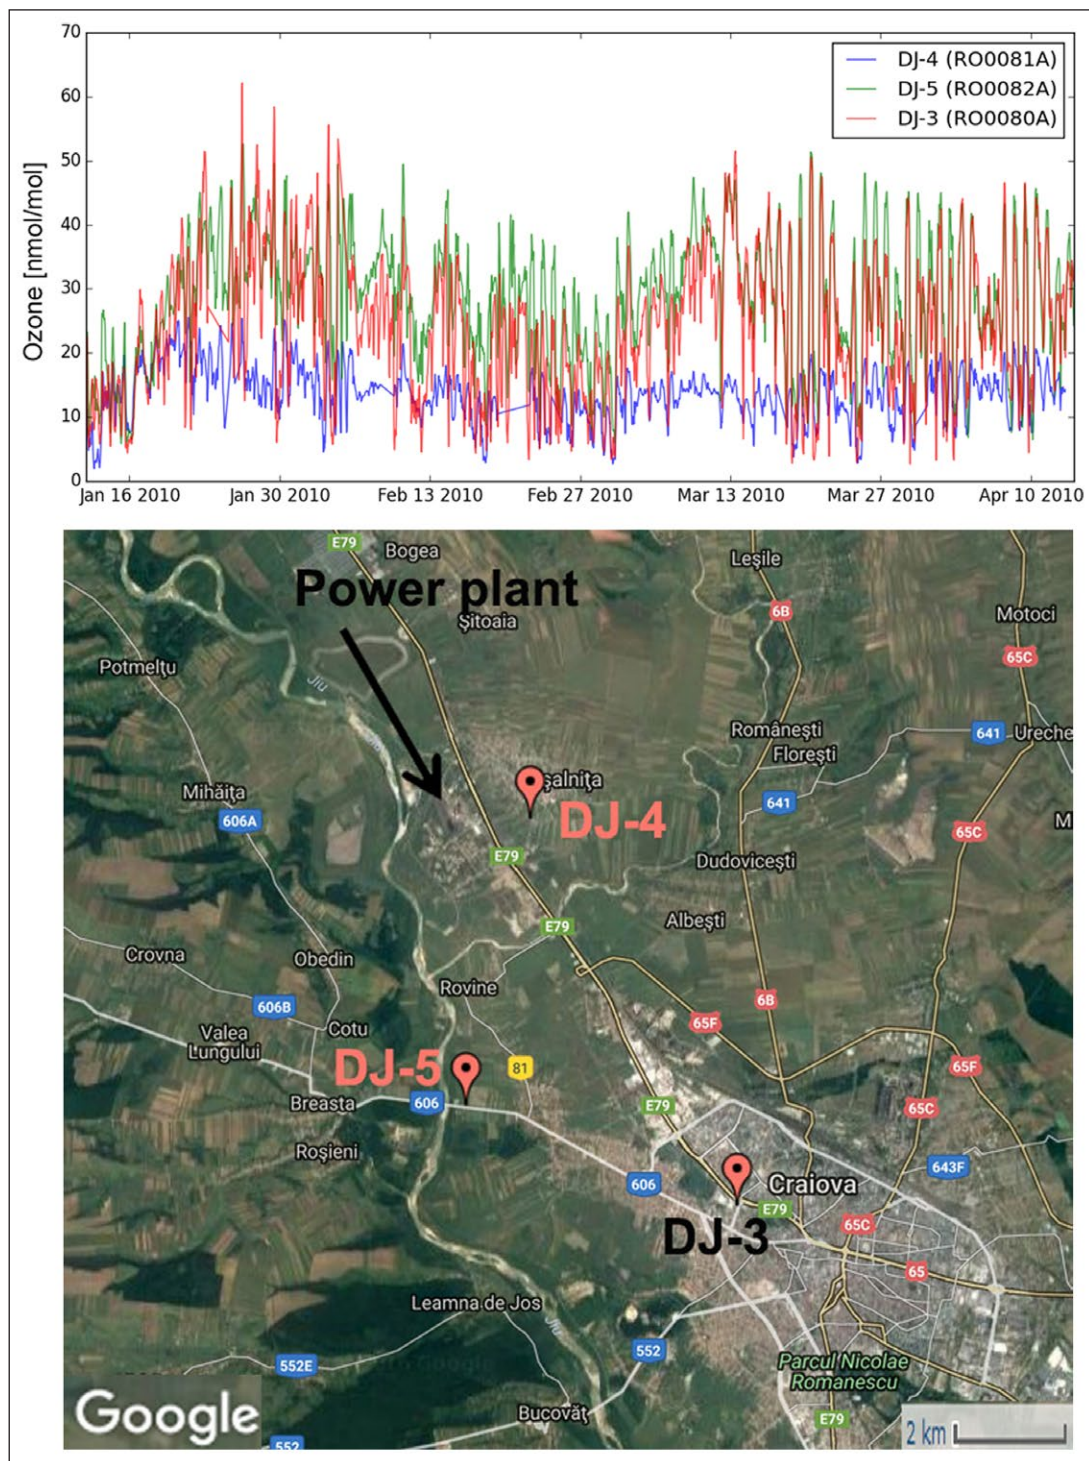 70
60
50
40
30
20
10
0
Ozone [nmol/mol]
DJ-4 (RO0081A)
DJ-5 (RO0082A)
DJ-3 (RO0080A)
Jan 16 2010
Jan 30 2010
Feb 13 2010
Feb 27 2010
Mar 13 2010
Mar 27 2010
Apr 10 2010
E79
Bogea
Leşile
Power plant
6B
Motoci
Şitoaia
65C
Potmelţu
Jiu
Româneşti
641
Ureche
Floreşti
Mihăiţa
şalniţa
641
606A
DJ-4
65C
M
E79
Dudoviceşti
E79
Albeşti
Crovna
Obedin
Rovine
606B
6B
Valea
Lungului
Cotu
65F
DJ-5
81
65F
Breasta
606
E79
65C
Roşieni
606
Craiova
643F
E79
DJ-3
65C
65
Leamna de Jos
Jiu
552
552E
Parcul Nicolae
Romanescu
Google
Bucovăţ
E79
2 km
552